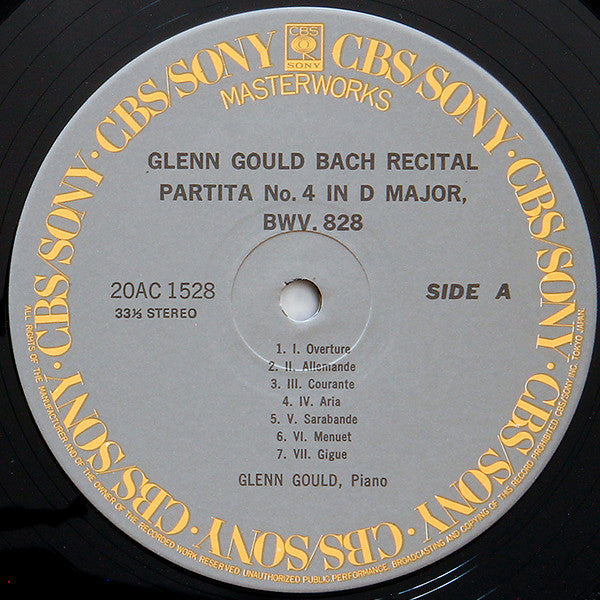 CBS/SONY · CBS/SONY · CBS/SONY · CBS/SONY · CBS/SONY · CBS/SONY · CBS/SONY · CBS/SONY
CBS
SONY
MASTERWORKS
GLENN GOULD BACH RECITAL
PARTITA No. 4 IN D MAJOR,
BWV. 828
20AC 1528
33⅓ STEREO
SIDE A
1. I. Overture
2. II. Allemande
3. III. Courante
4. IV. Aria
5. V. Sarabande
6. VI. Menuet
7. VII. Gigue
GLENN GOULD, Piano
ALL RIGHTS OF THE MANUFACTURER AND OF THE OWNER OF THE RECORDED WORK RESERVED. UNAUTHORIZED PUBLIC PERFORMANCE, BROADCASTING AND COPYING OF THIS RECORD PROHIBITED. CBS/SONY INC. TOKYO JAPAN.